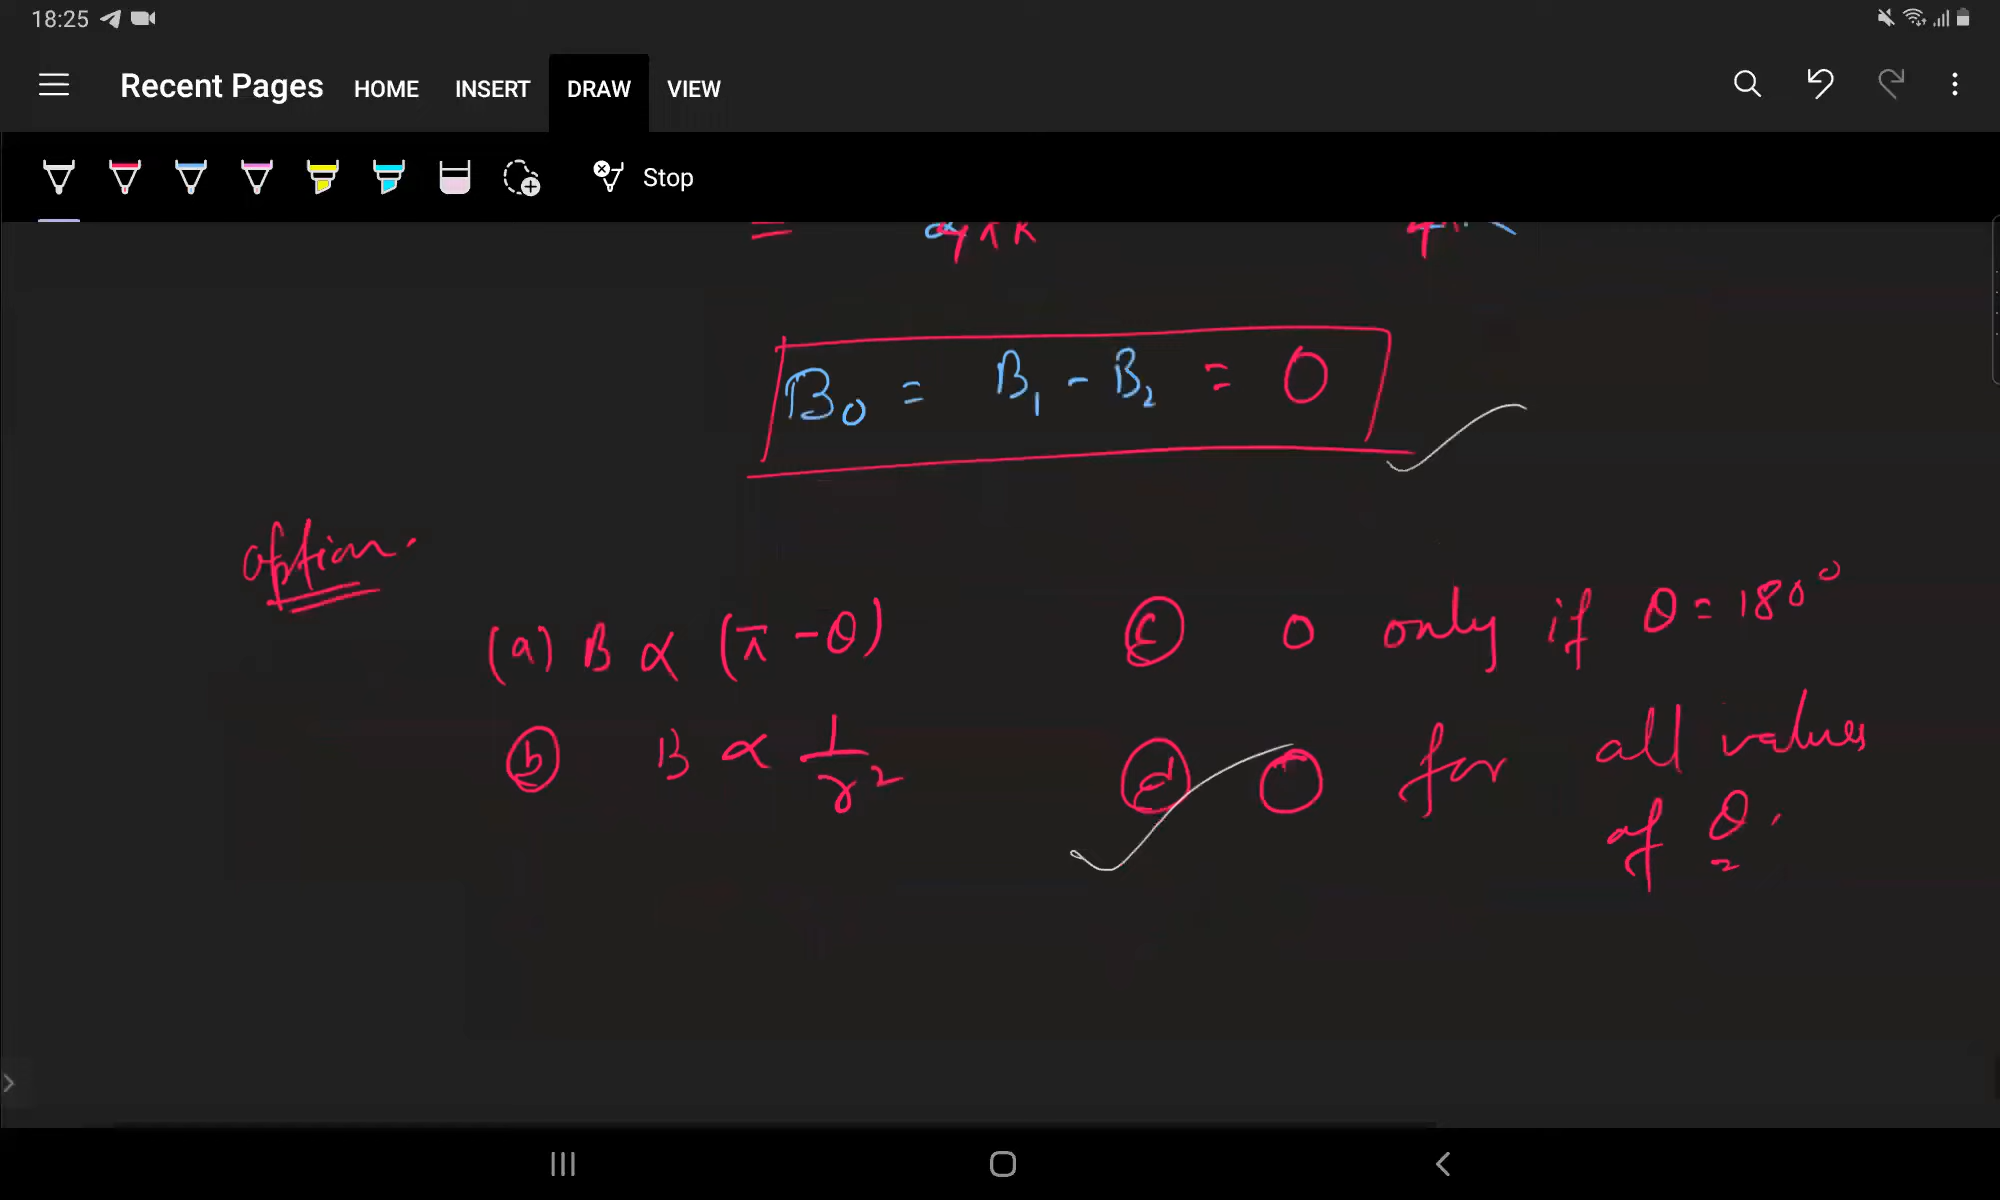 18:25
Recent Pages HOME INSERT DRAW VIEW
Stop
B₀ = B₁ - B₂ = 0
option.
(a) B ∝ (π - θ)
(c) 0 only if θ = 180°
(b) B ∝ 1/r²
(d) 0 for all values
of θ.